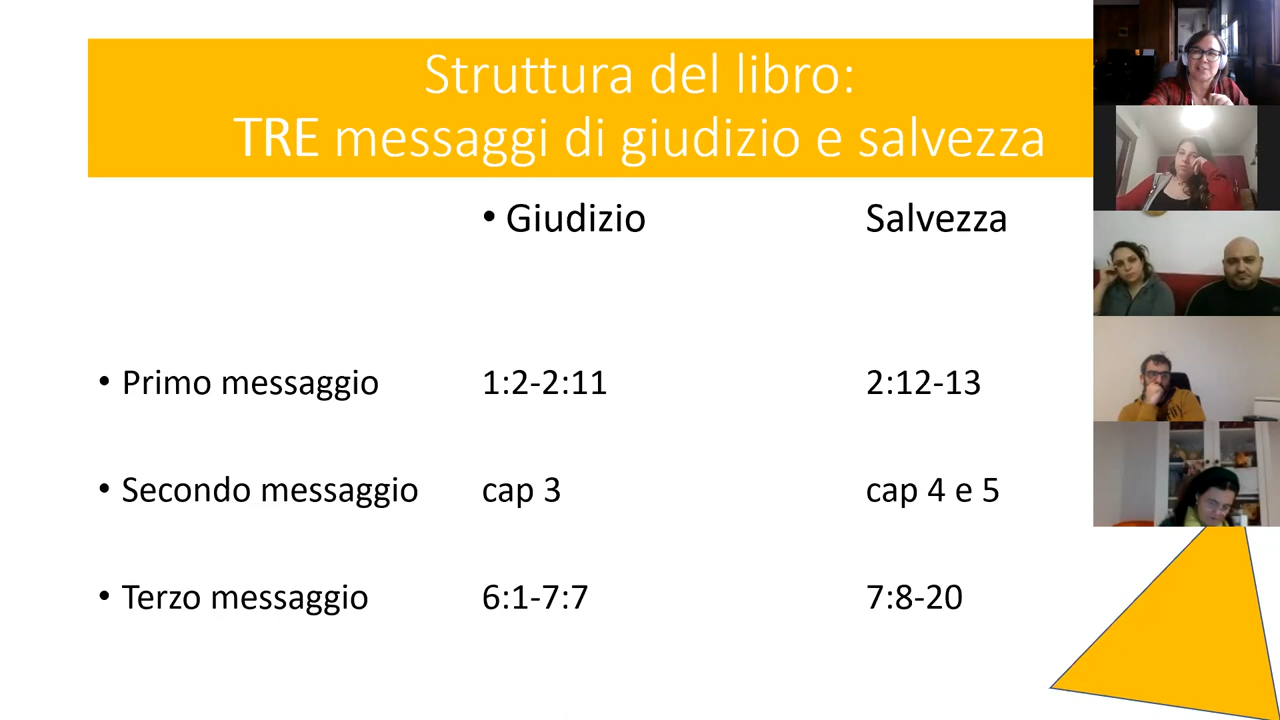 Struttura del libro:
TRE messaggi di giudizio e salvezza
• Giudizio Salvezza
• Primo messaggio 1:2-2:11 2:12-13
• Secondo messaggio cap 3 cap 4 e 5
• Terzo messaggio 6:1-7:7 7:8-20